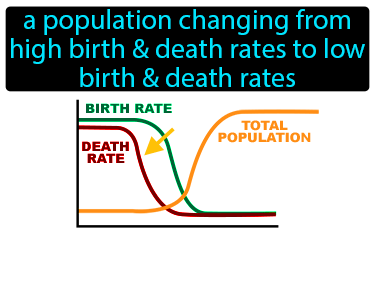 a population changing from
high birth & death rates to low
birth & death rates
BIRTH RATE
DEATH
RATE
TOTAL
POPULATION